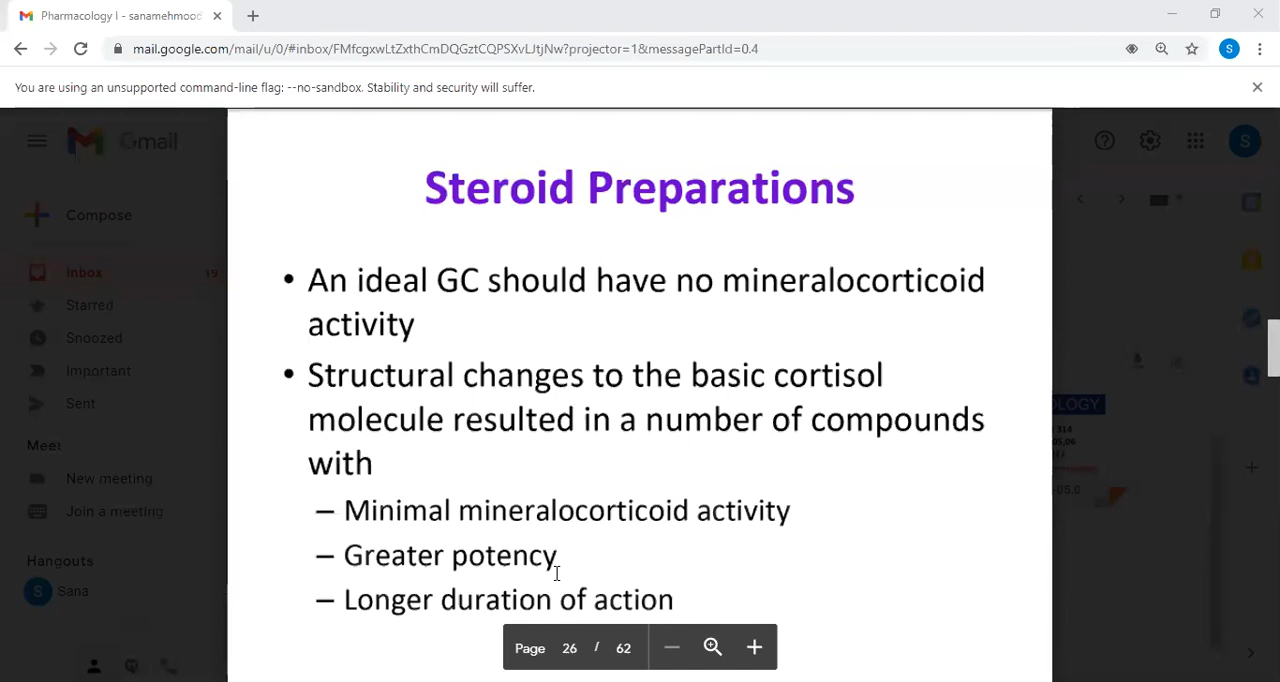 Pharmacology I - sanamehmood
mail.google.com/mail/u/0/#inbox/FMfcgxwLtZxthCmDQGztCQPSXvLJtjNw?projector=1&messagePartId=0.4
S
You are using an unsupported command-line flag: --no-sandbox. Stability and security will suffer.
Gmail
S
Compose
Inbox 19
Starred
Snoozed
Important
Sent
Meet
New meeting
Join a meeting
Hangouts
S Sana
Steroid Preparations
• An ideal GC should have no mineralocorticoid
activity
• Structural changes to the basic cortisol
molecule resulted in a number of compounds
with
– Minimal mineralocorticoid activity
– Greater potency
– Longer duration of action
Page 26 / 62
OLOGY
314
05,06